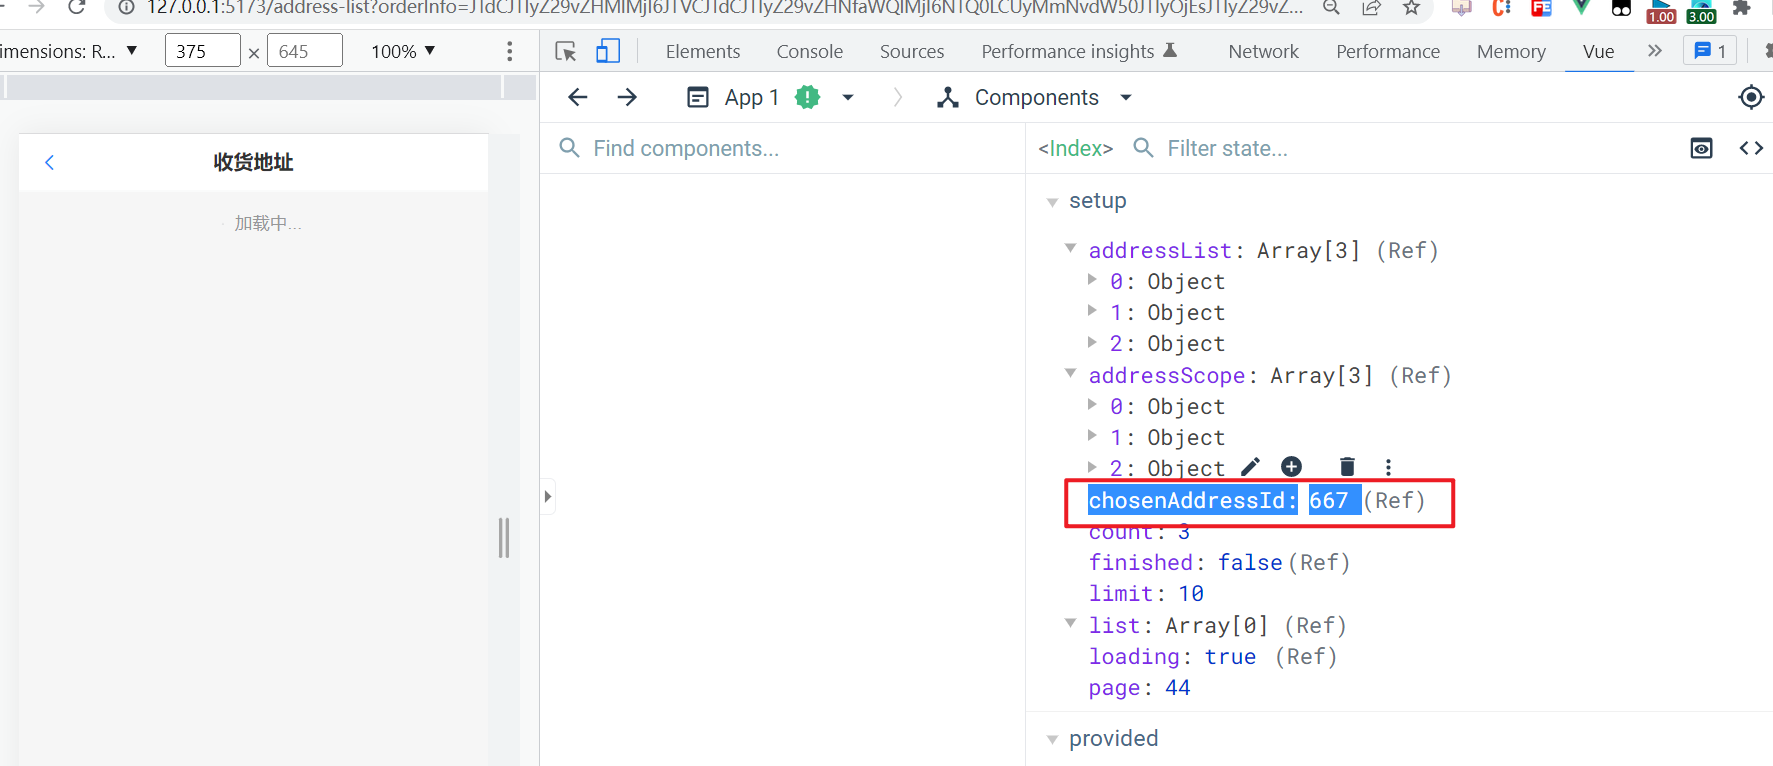 127.0.0.1:5173/address-list?orderInfo=
imensions: R... ▼ 375 × 645 100% ▼
Elements Console Sources Performance insights Network Performance Memory Vue » 1
1.00 3.00
App 1 Components
收货地址
加载中...
Find components...
<Index> Filter state...
setup
addressList: Array[3] (Ref)
0: Object
1: Object
2: Object
addressScope: Array[3] (Ref)
0: Object
1: Object
2: Object
chosenAddressId: 667 (Ref)
count: 3
finished: false (Ref)
limit: 10
list: Array[0] (Ref)
loading: true (Ref)
page: 44
provided